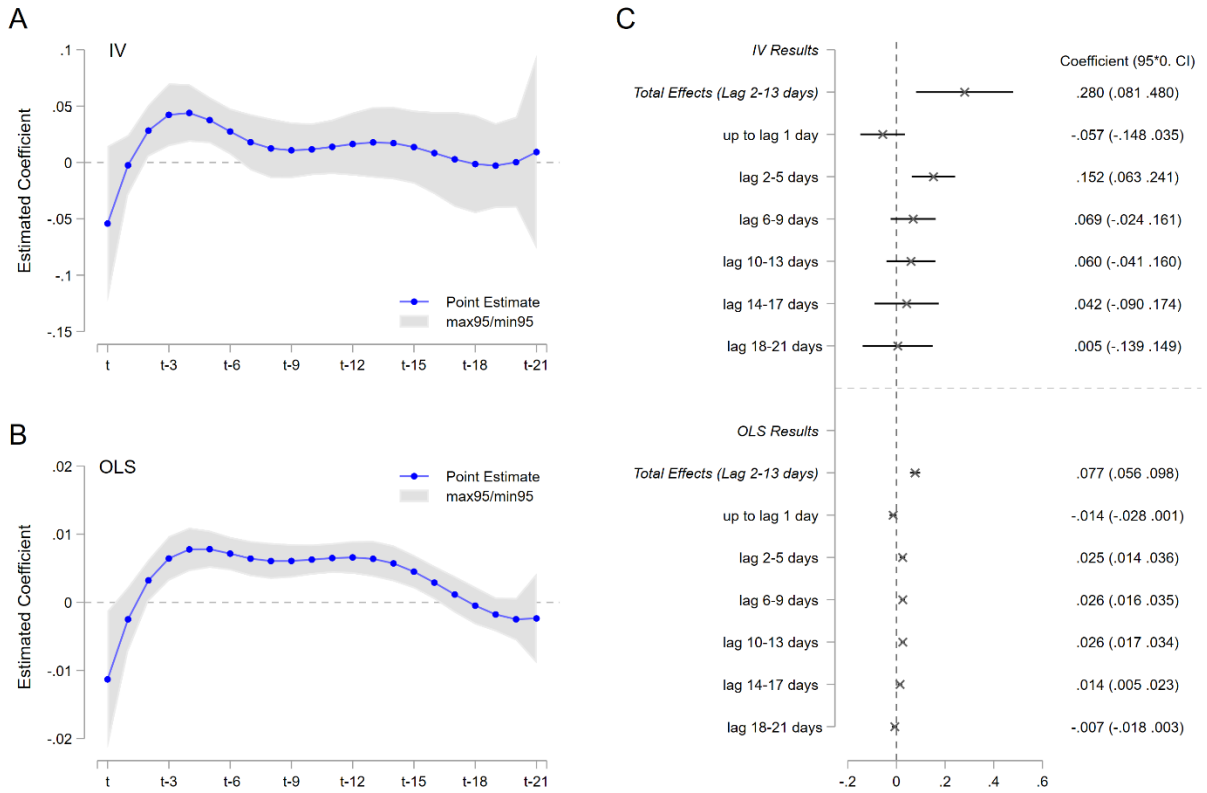 A
IV
Estimated Coefficient
.1
.05
0
-.05
-.1
-.15
Point Estimate
max95/min95
t t-3 t-6 t-9 t-12 t-15 t-18 t-21
B
OLS
Estimated Coefficient
.02
.01
0
-.01
-.02
Point Estimate
max95/min95
t t-3 t-6 t-9 t-12 t-15 t-18 t-21
C
IV Results
Coefficient (95*0. CI)
Total Effects (Lag 2-13 days) .280 (.081 .480)
up to lag 1 day -.057 (-.148 .035)
lag 2-5 days .152 (.063 .241)
lag 6-9 days .069 (-.024 .161)
lag 10-13 days .060 (-.041 .160)
lag 14-17 days .042 (-.090 .174)
lag 18-21 days .005 (-.139 .149)
OLS Results
Total Effects (Lag 2-13 days) .077 (.056 .098)
up to lag 1 day -.014 (-.028 .001)
lag 2-5 days .025 (.014 .036)
lag 6-9 days .026 (.016 .035)
lag 10-13 days .026 (.017 .034)
lag 14-17 days .014 (.005 .023)
lag 18-21 days -.007 (-.018 .003)
-.2 0 .2 .4 .6